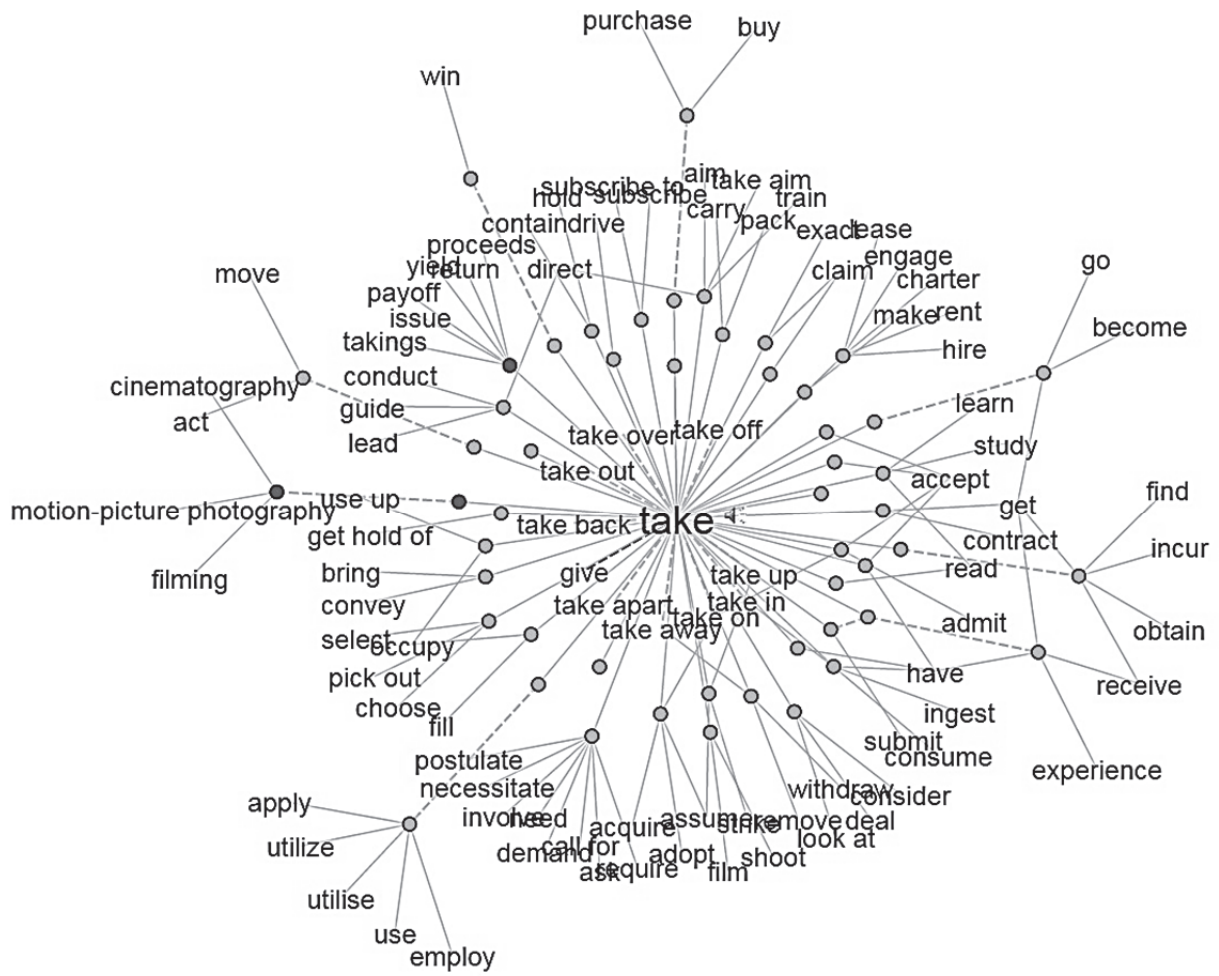 purchase
buy
win
aim
take aim
subscribe to
subscribe
hold
carry
train
pack
contain
drive
exact
lease
proceeds
engage
yield
return
direct
claim
charter
move
go
payoff
issue
make
rent
become
takings
hire
conduct
cinematography
learn
guide
act
take over
take off
lead
study
take out
accept
use up
find
motion-picture photography
get
take back
take
get hold of
contract
incur
filming
bring
give
take up
read
convey
take apart
take in
take on
admit
select
occupy
take away
obtain
pick out
have
receive
choose
ingest
fill
submit
postulate
consume
experience
necessitate
withdraw
consider
apply
involve
need
acquire
assume
strike
remove
deal
utilize
demand
call for
adopt
look at
ask
require
film
shoot
utilise
use
employ